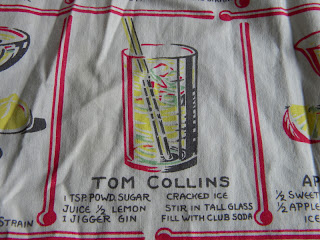 TOM COLLINS
1 TSP. POWD. SUGAR CRACKED ICE
JUICE ½ LEMON STIR IN TALL GLASS
1 JIGGER GIN FILL WITH CLUB SODA
STRAIN
AP
½ SWEET
½ APPLE
ICE